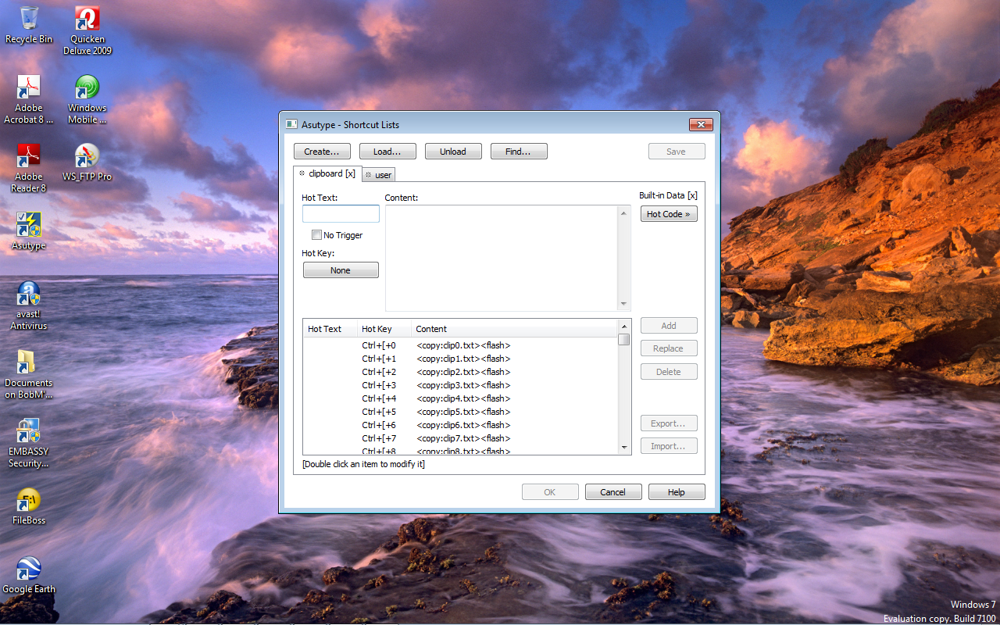 Recycle Bin
Quicken
Deluxe 2009
Adobe
Acrobat 8 ...
Windows
Mobile ...
Adobe
Reader 8
WS_FTP Pro
Asutype
avast!
Antivirus
Documents
on BobM'...
EMBASSY
Security...
FileBoss
Google Earth
Asutype - Shortcut Lists
Create... Load... Unload Find... Save
clipboard [x] user
Hot Text: Content: Built-in Data [x]
Hot Code »
No Trigger
Hot Key:
None
Hot Text Hot Key Content
Ctrl+[+0 <copy:clip0.txt><flash>
Ctrl+[+1 <copy:clip1.txt><flash>
Ctrl+[+2 <copy:clip2.txt><flash>
Ctrl+[+3 <copy:clip3.txt><flash>
Ctrl+[+4 <copy:clip4.txt><flash>
Ctrl+[+5 <copy:clip5.txt><flash>
Ctrl+[+6 <copy:clip6.txt><flash>
Ctrl+[+7 <copy:clip7.txt><flash>
Ctrl+[+8 <copy:clip8.txt><flash>
Add
Replace
Delete
Export...
Import...
[Double click an item to modify it]
OK Cancel Help
Windows 7
Evaluation copy. Build 7100